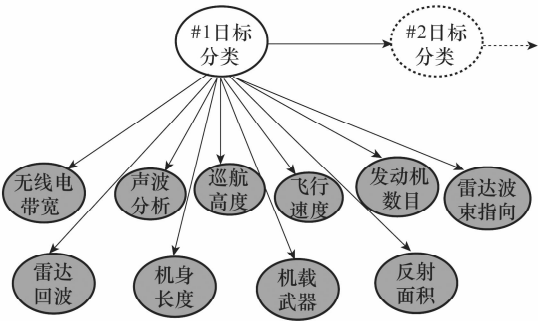 #1目标
分类
#2目标
分类
无线电
带宽
声波
分析
巡航
高度
飞行
速度
发动机
数目
雷达波
束指向
雷达
回波
机身
长度
机载
武器
反射
面积